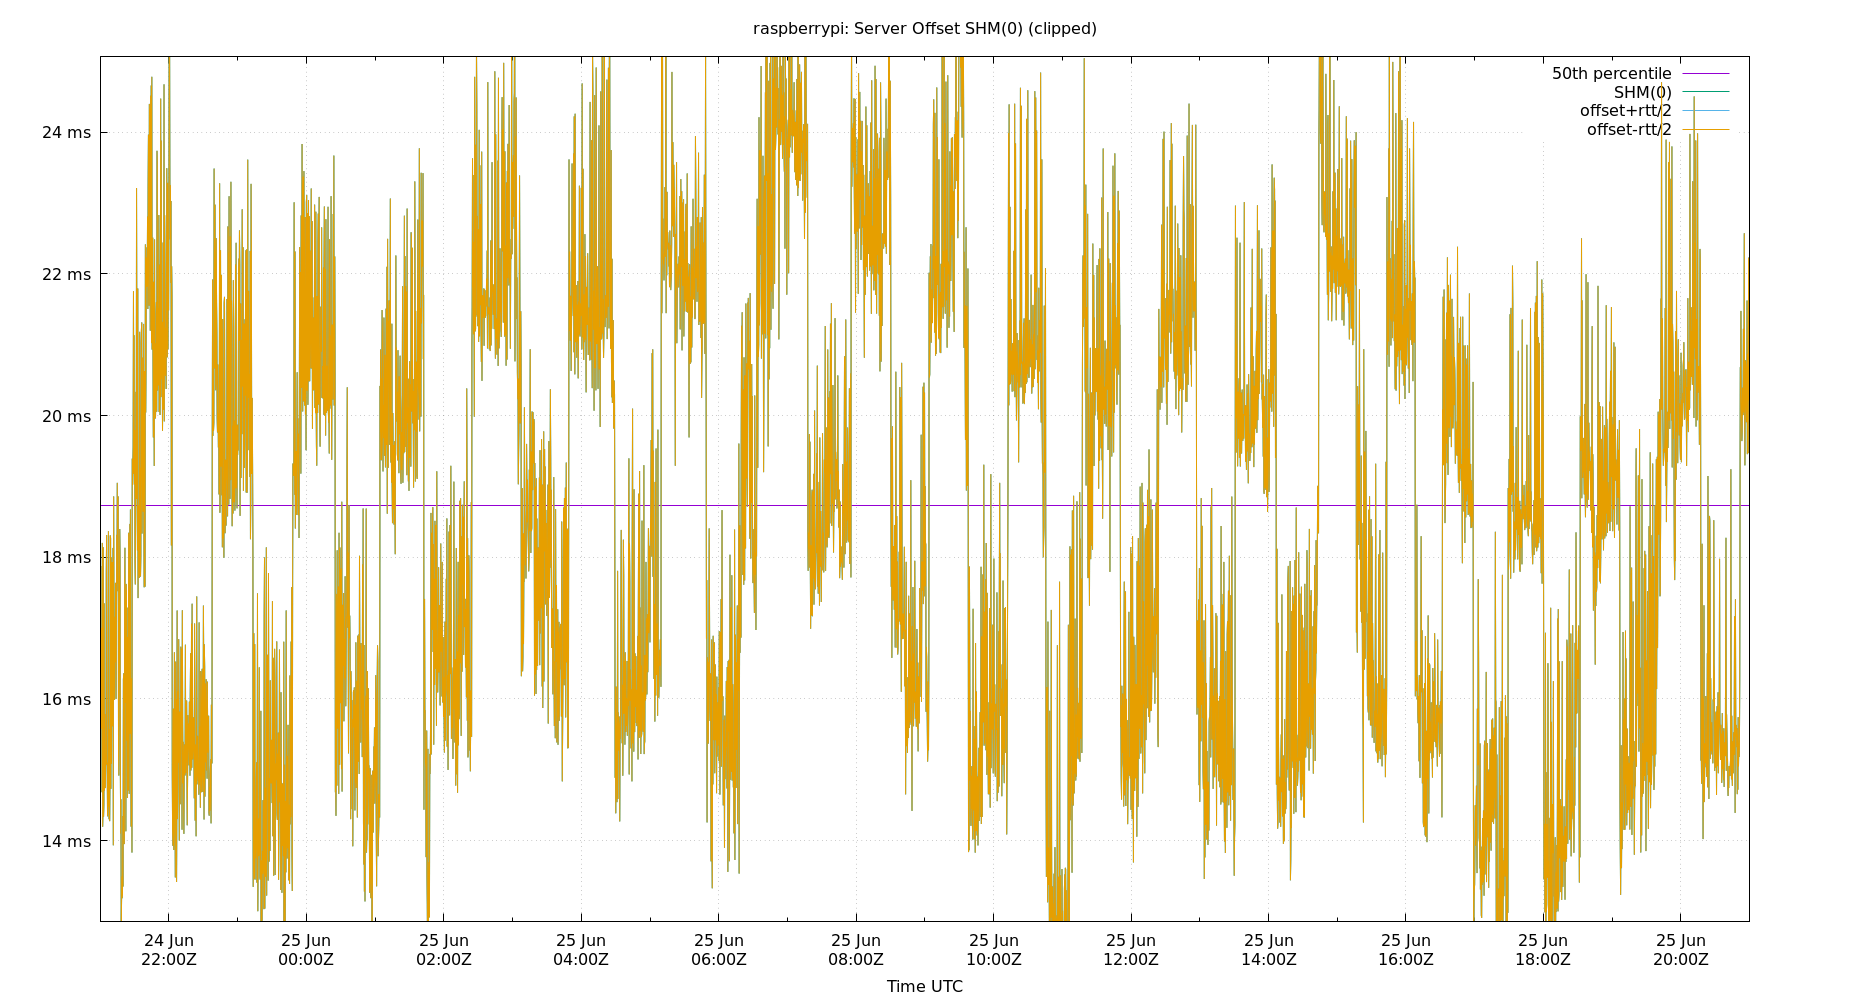 raspberrypi: Server Offset SHM(0) (clipped)
50th percentile
SHM(0)
offset+rtt/2
offset-rtt/2
24 ms
22 ms
20 ms
18 ms
16 ms
14 ms
24 Jun 25 Jun 25 Jun 25 Jun 25 Jun 25 Jun 25 Jun 25 Jun 25 Jun 25 Jun 25 Jun 25 Jun
22:00Z 00:00Z 02:00Z 04:00Z 06:00Z 08:00Z 10:00Z 12:00Z 14:00Z 16:00Z 18:00Z 20:00Z
Time UTC